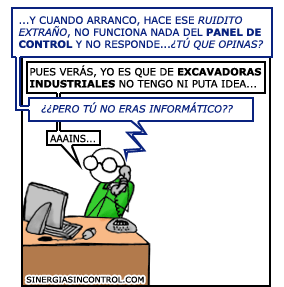 ...Y CUANDO ARRANCO, HACE ESE RUIDITO
EXTRAÑO, NO FUNCIONA NADA DEL PANEL DE
CONTROL Y NO RESPONDE...¿TÚ QUE OPINAS?
PUES VERÁS, YO ES QUE DE EXCAVADORAS
INDUSTRIALES NO TENGO NI PUTA IDEA...
¿¿PERO TÚ NO ERAS INFORMÁTICO??
AAAINS...
SINERGIASINCONTROL.COM